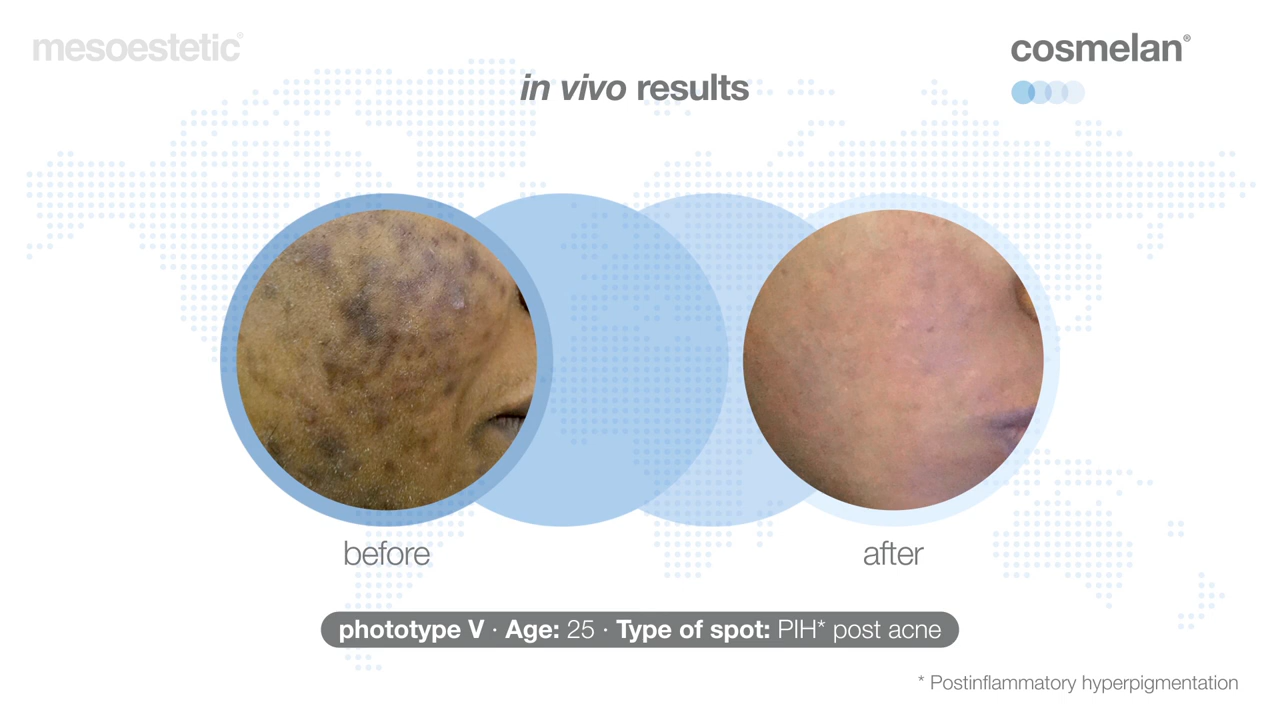 mesoestetic®
cosmelan®
in vivo results
before
after
phototype V · Age: 25 · Type of spot: PIH* post acne
* Postinflammatory hyperpigmentation